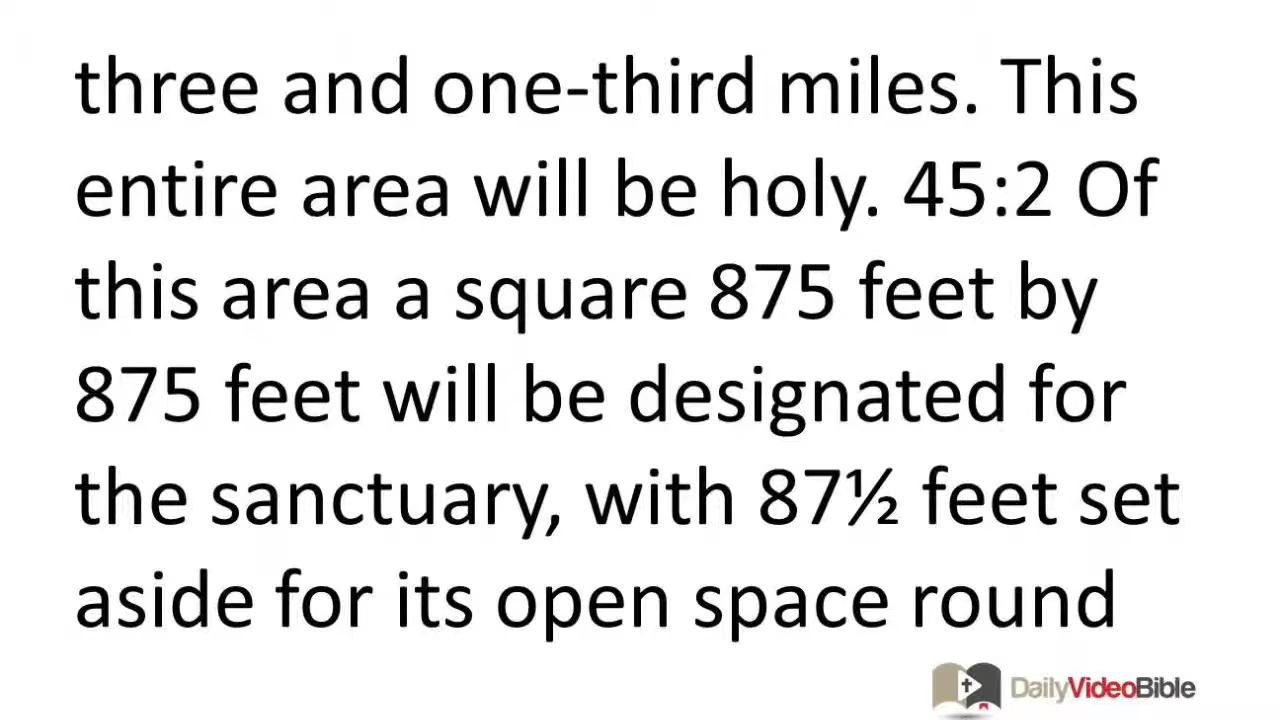 three and one-third miles. This
entire area will be holy. 45:2 Of
this area a square 875 feet by
875 feet will be designated for
the sanctuary, with 87½ feet set
aside for its open space round
DailyVideoBible